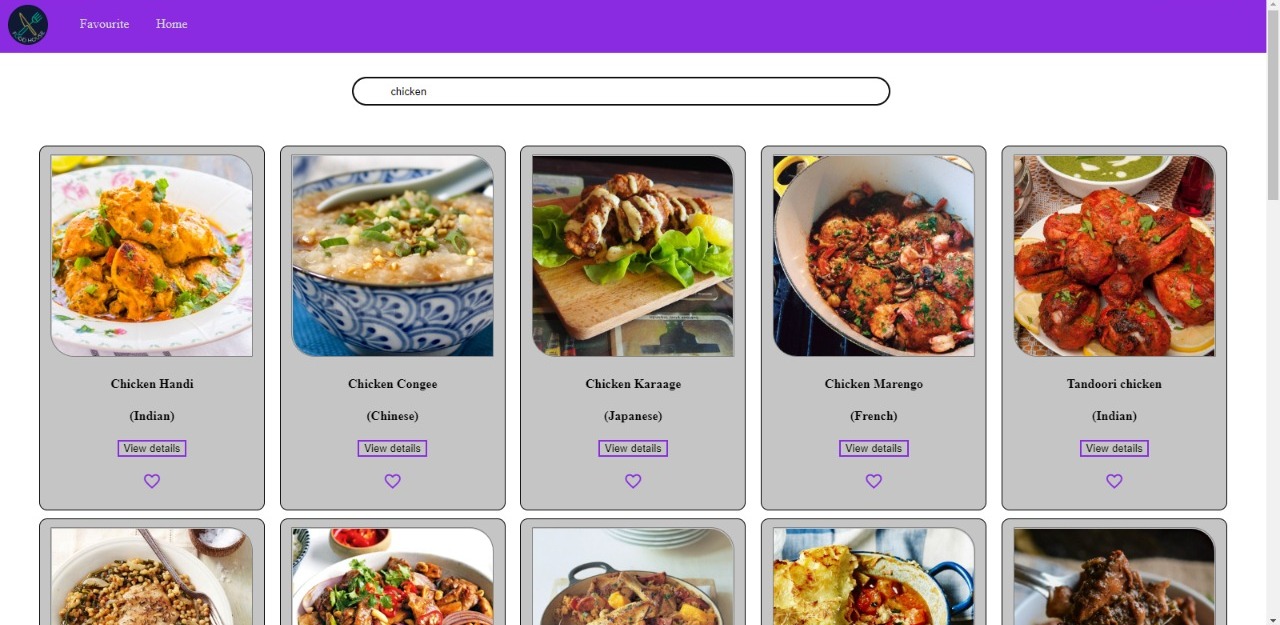 Favourite Home
chicken
Chicken Handi
(Indian)
View details
Chicken Congee
(Chinese)
View details
Chicken Karaage
(Japanese)
View details
Chicken Marengo
(French)
View details
Tandoori chicken
(Indian)
View details